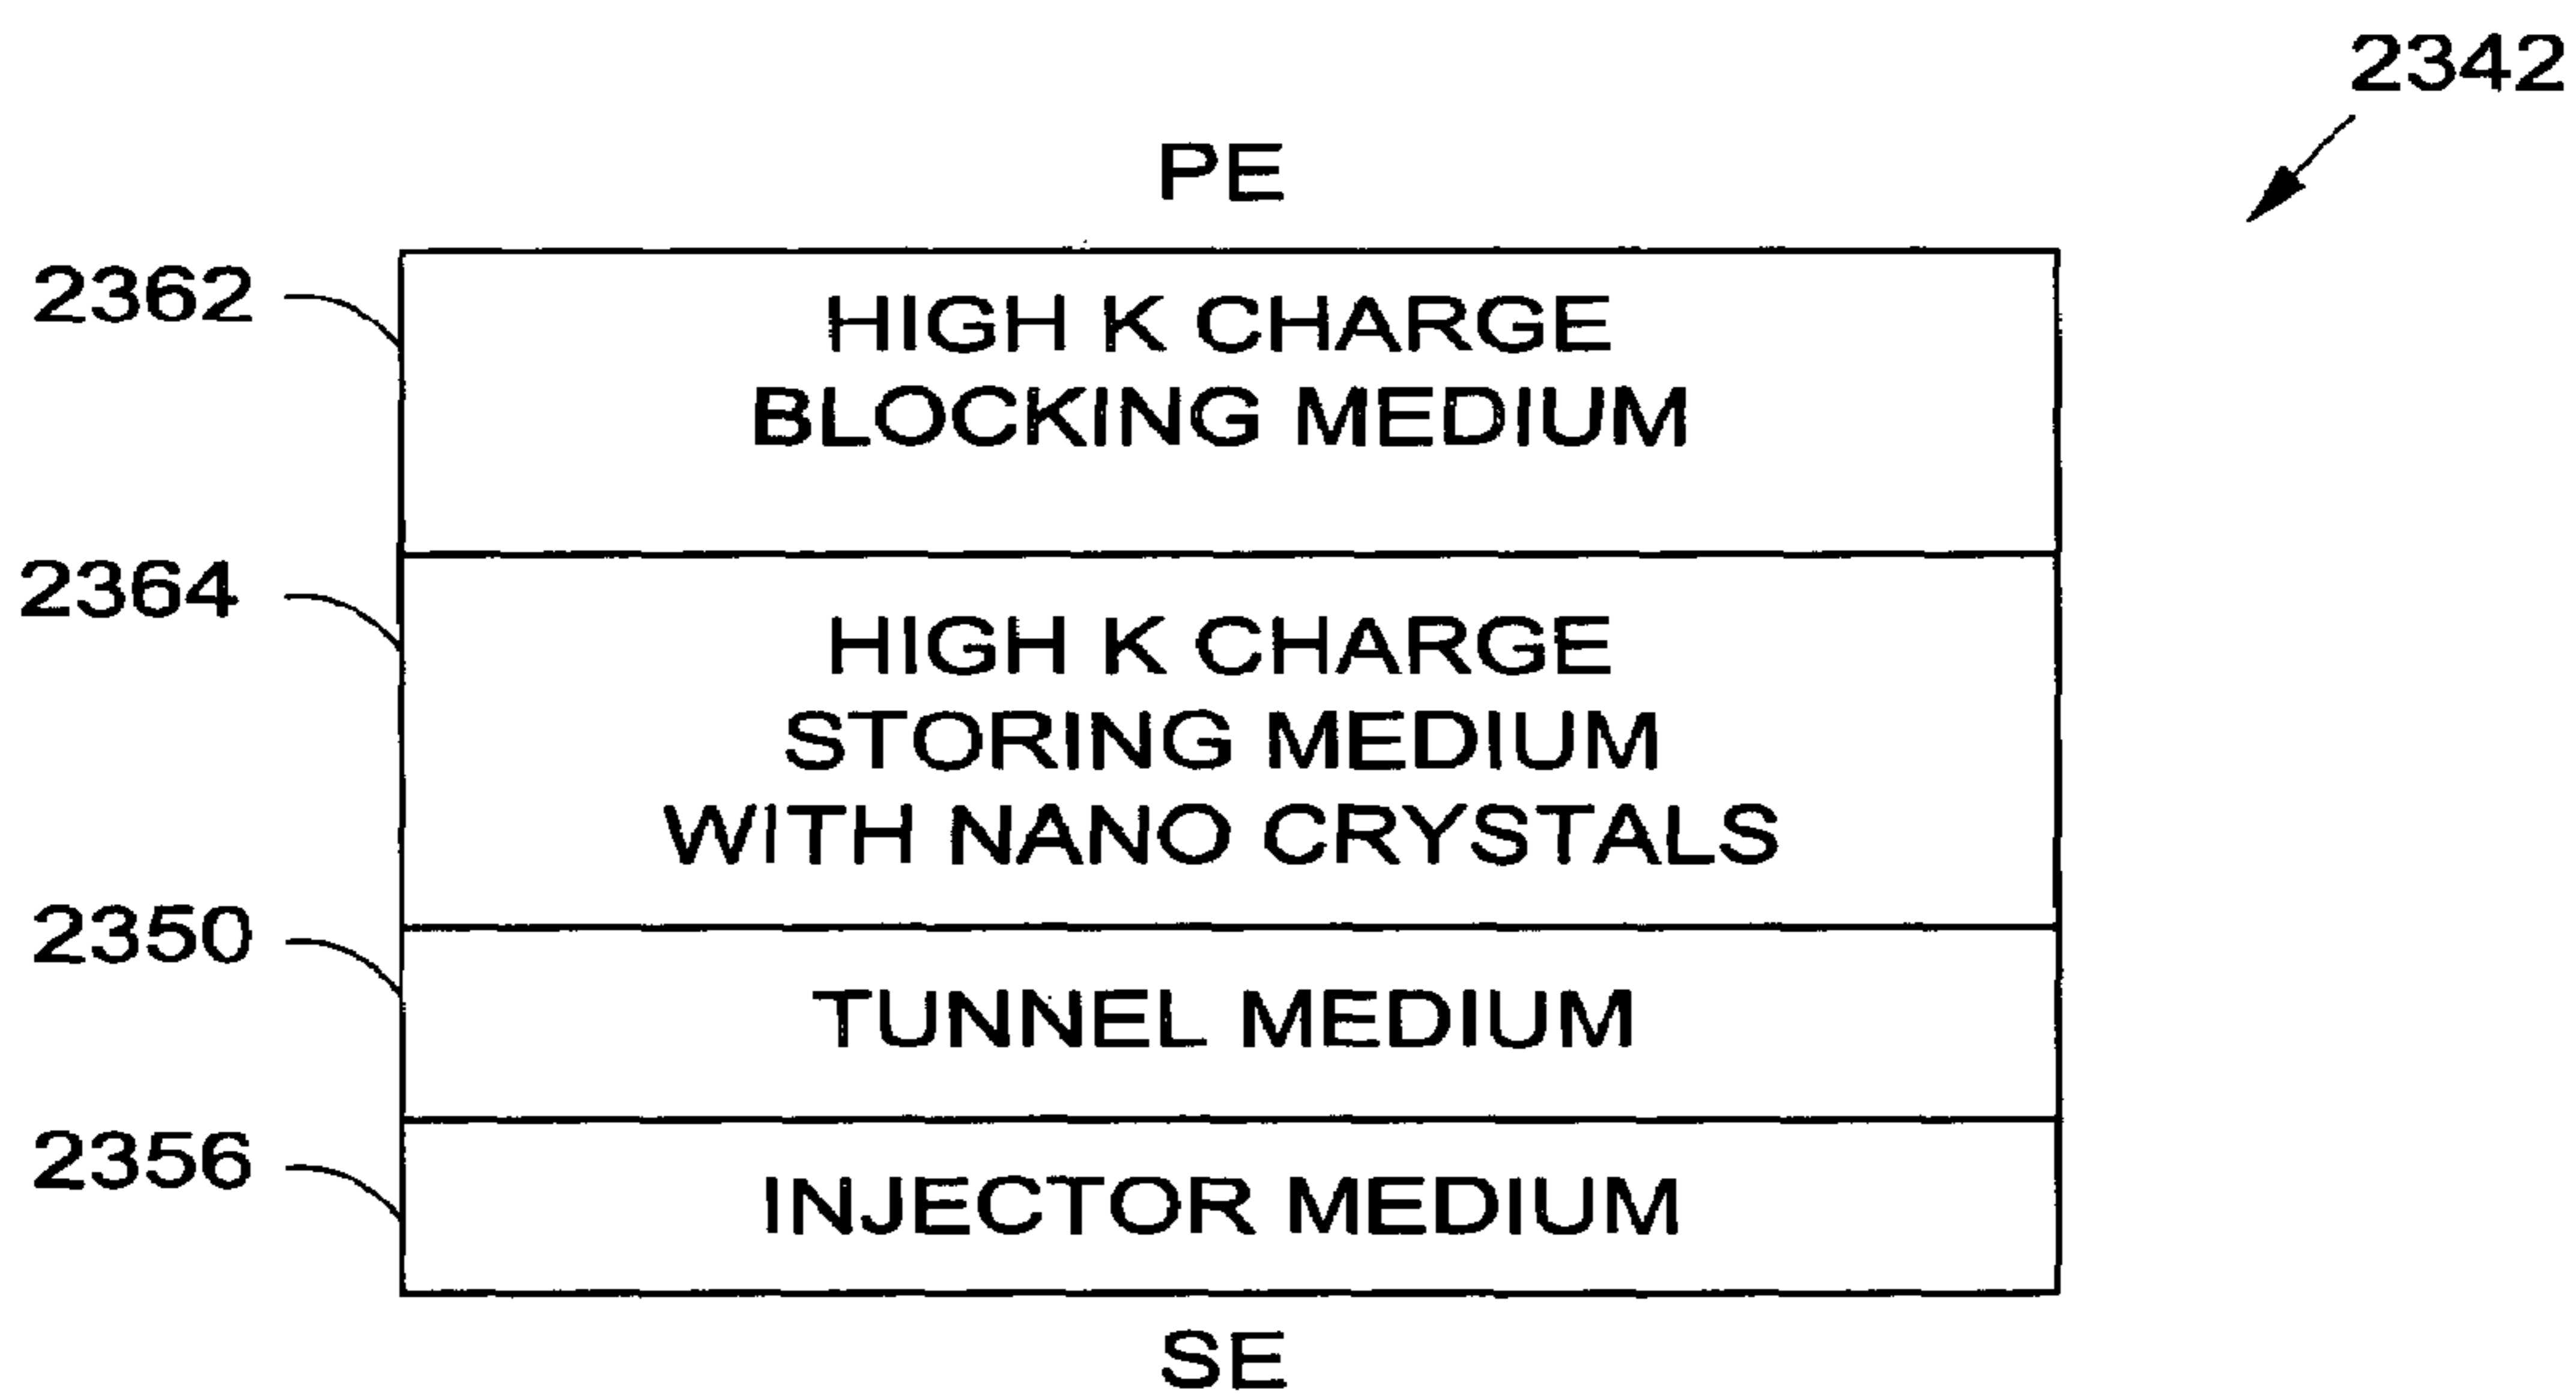 2342
PE
2362
HIGH K CHARGE
BLOCKING MEDIUM
2364
HIGH K CHARGE
STORING MEDIUM
WITH NANO CRYSTALS
2350
TUNNEL MEDIUM
2356
INJECTOR MEDIUM
SE